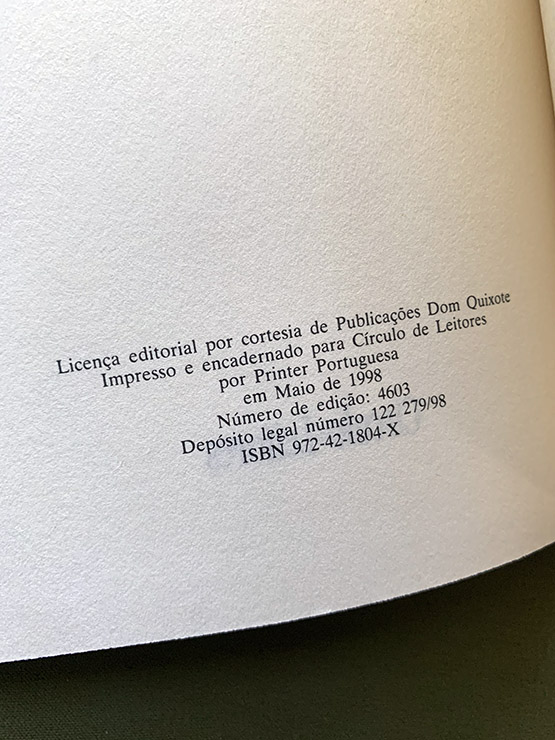 Licença editorial por cortesia de Publicações Dom Quixote
Impresso e encadernado para Círculo de Leitores
por Printer Portuguesa
em Maio de 1998
Número de edição: 4603
Depósito legal número 122 279/98
ISBN 972-42-1804-X